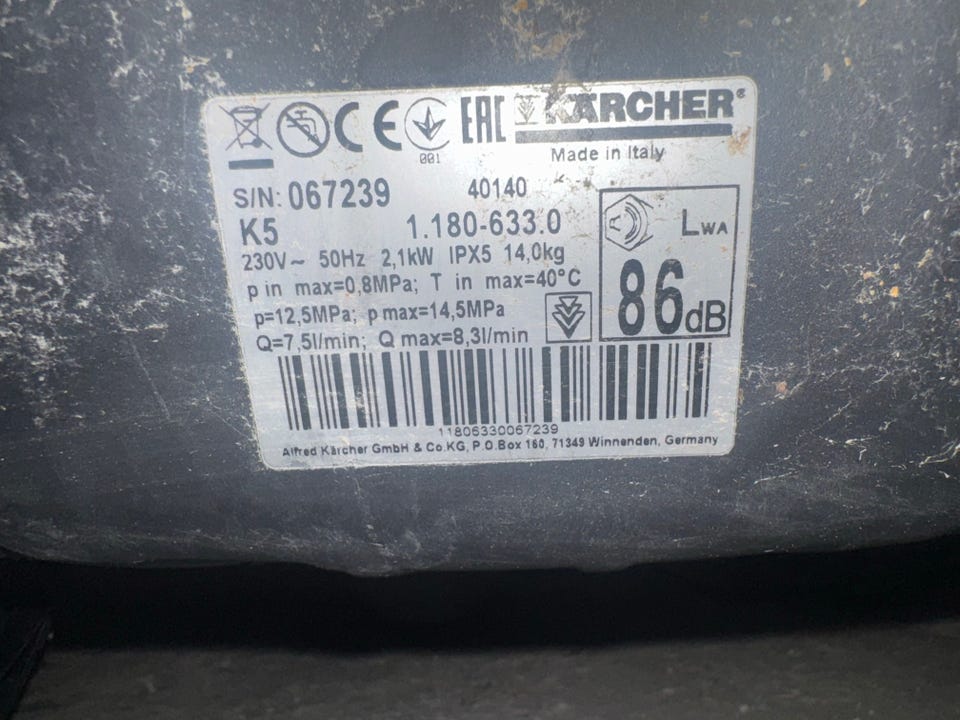 CE
001
EAC
KÄRCHER®
Made in Italy
S/N: 067239
40140
K5
1.180-633.0
230V~ 50Hz 2,1kW IPX5 14,0kg
p in max=0,8MPa; T in max=40°C
p=12,5MPa; p max=14,5MPa
Q=7,5l/min; Q max=8,3l/min
LWA
86dB
11806330067239
Alfred Kärcher GmbH & Co.KG, P.O.Box 160, 71349 Winnenden, Germany